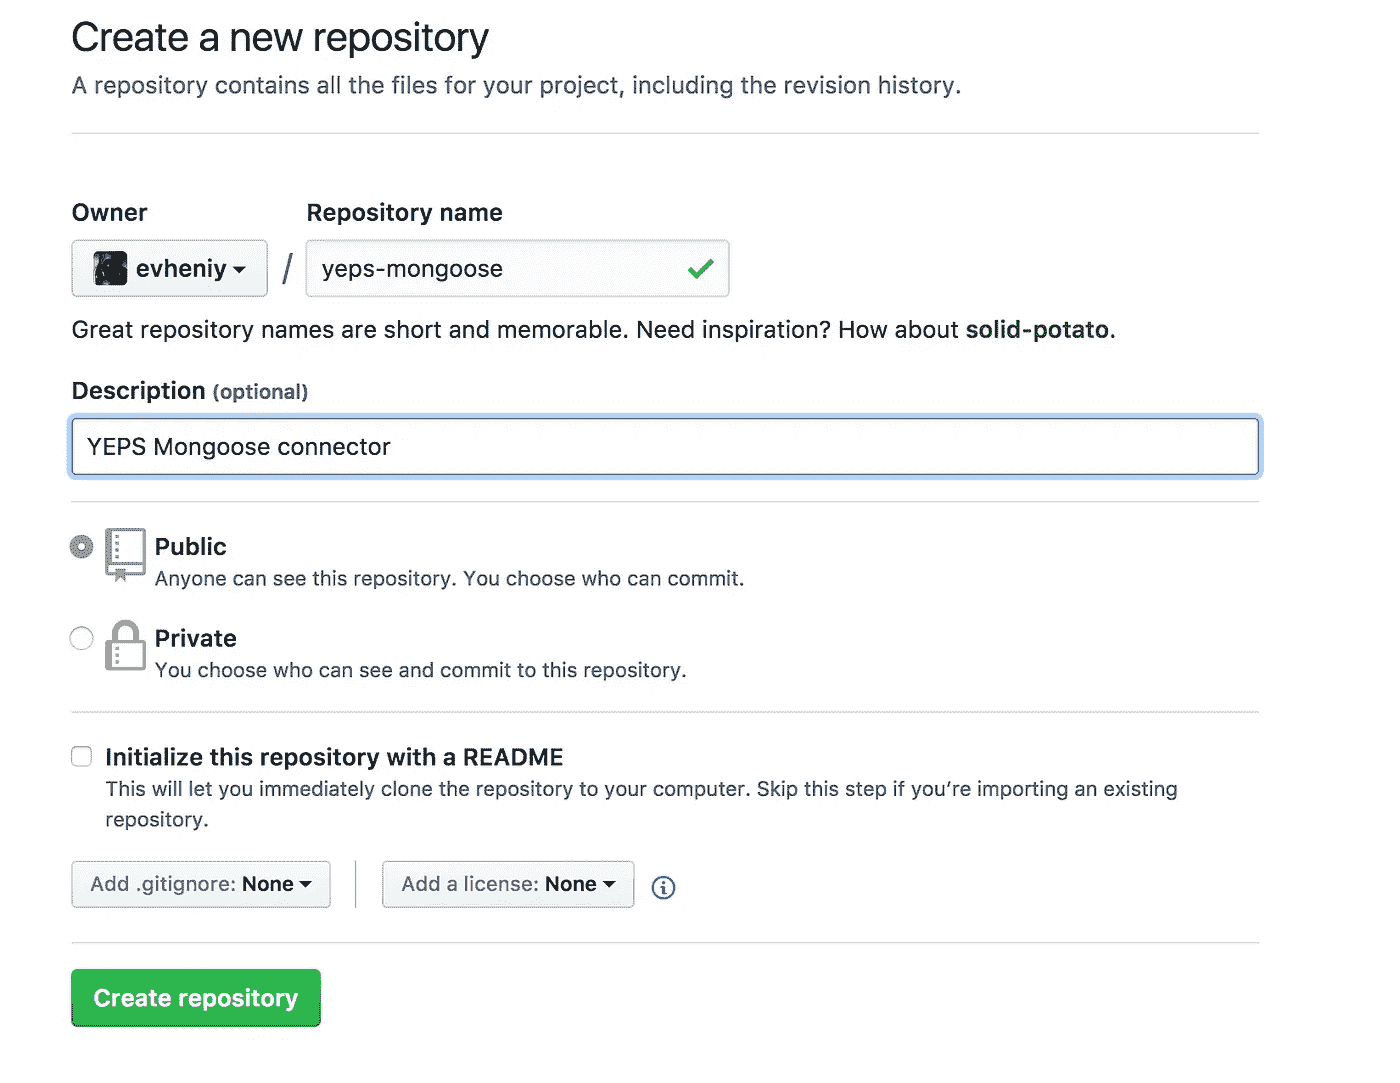 Create a new repository
A repository contains all the files for your project, including the revision history.
Owner Repository name
evheniy / yeps-mongoose
Great repository names are short and memorable. Need inspiration? How about solid-potato.
Description (optional)
YEPS Mongoose connector
Public
Anyone can see this repository. You choose who can commit.
Private
You choose who can see and commit to this repository.
Initialize this repository with a README
This will let you immediately clone the repository to your computer. Skip this step if you’re importing an existing
repository.
Add .gitignore: None Add a license: None
Create repository